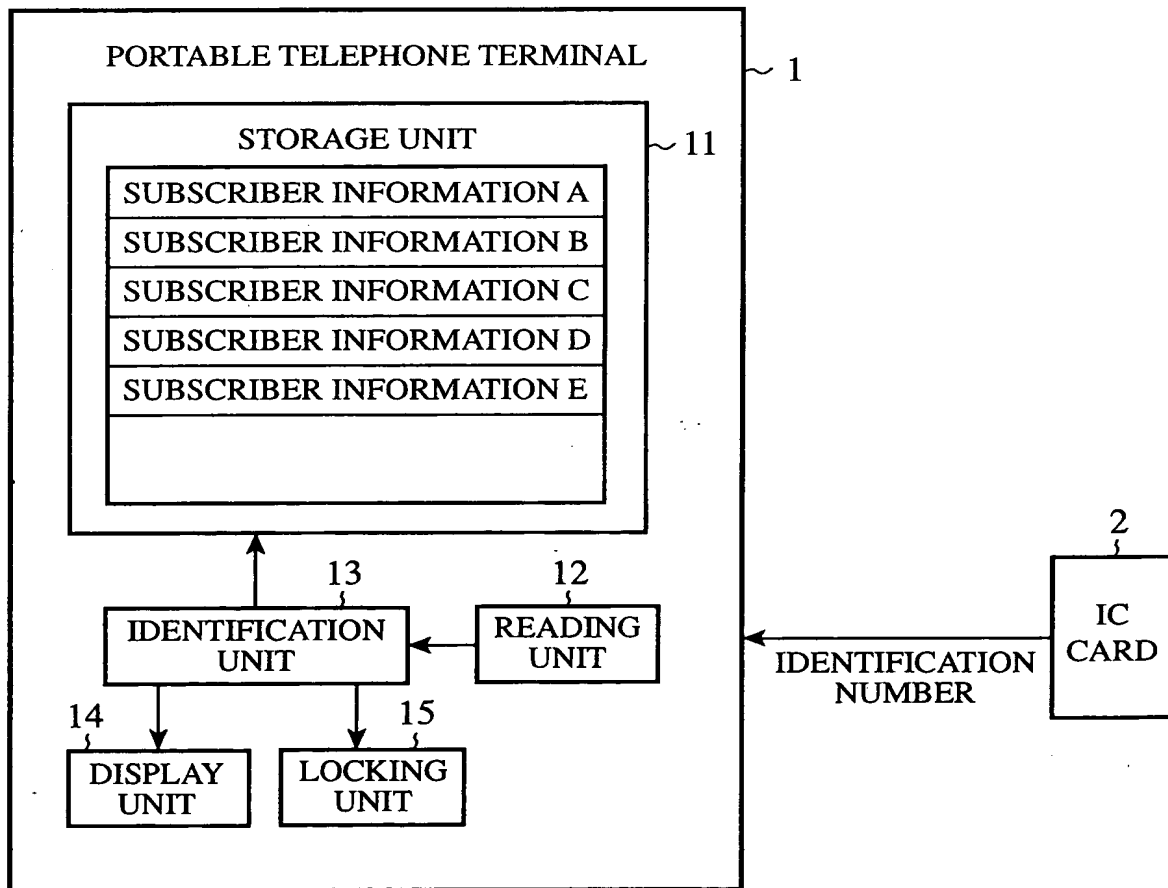 PORTABLE TELEPHONE TERMINAL
1
STORAGE UNIT
11
SUBSCRIBER INFORMATION A
SUBSCRIBER INFORMATION B
SUBSCRIBER INFORMATION C
SUBSCRIBER INFORMATION D
SUBSCRIBER INFORMATION E
13
IDENTIFICATION
UNIT
12
READING
UNIT
14
DISPLAY
UNIT
15
LOCKING
UNIT
IDENTIFICATION
NUMBER
2
IC
CARD